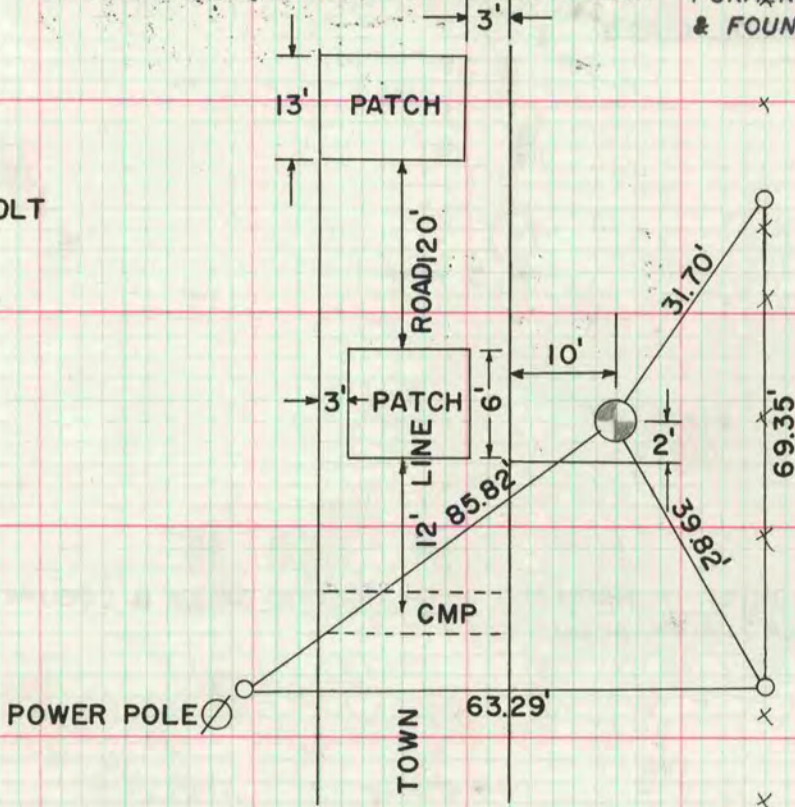 3'
& FOUN
13'
PATCH
OLT
ROAD 120'
31.70'
10'
3'
PATCH
6'
LINE
2'
69.35'
12'
85.82'
39.82'
CMP
POWER POLE
63.29'
TOWN